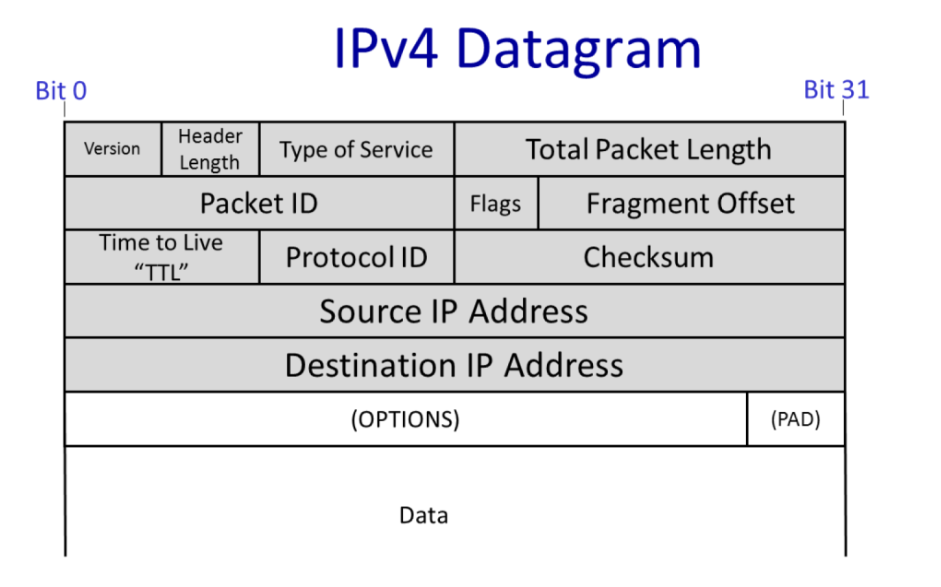 IPv4 Datagram
Bit 0
Bit 31
Version
Header
Length
Type of Service
Total Packet Length
Packet ID
Flags
Fragment Offset
Time to Live
“TTL”
Protocol ID
Checksum
Source IP Address
Destination IP Address
(OPTIONS)
(PAD)
Data